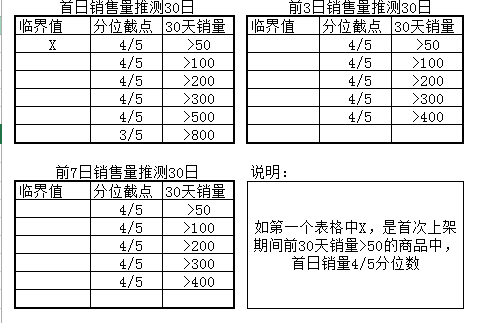 首日销售量推测30日
临界值 分位截点 30天销量
X 4/5 >50
4/5 >100
4/5 >200
4/5 >300
4/5 >500
3/5 >800
前3日销售量推测30日
临界值 分位截点 30天销量
4/5 >50
4/5 >100
4/5 >200
4/5 >300
4/5 >400
前7日销售量推测30日
临界值 分位截点 30天销量
4/5 >50
4/5 >100
4/5 >200
4/5 >300
4/5 >400
说明：
如第一个表格中X，是首次上架
期间前30天销量>50的商品中，
首日销量4/5分位数